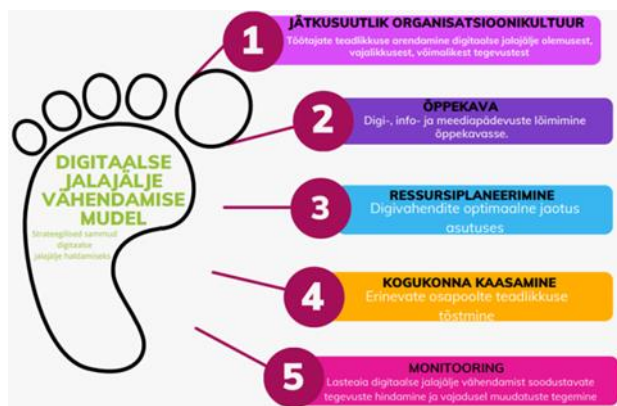 DIGITAALSE
JALAJÄLJE
VÄHENDAMISE
MUDEL
Strateegilised sammud
digitaalse
jalajälje haldamiseks
1
JÄTKUSUUTLIK ORGANISATSIOONIKULTUUR
Töötajate teadlikkuse arendamine digitaalse jalajälje olemusest,
vajalikkusest, võimalikest tegevustest
2
ÕPPEKAVA
Digi-, info- ja meediapädevuste lõimimine
õppekavasse.
3
RESSURSIPLANEERIMINE
Digivahendite optimaalne jaotus
asutuses
4
KOGUKONNA KAASAMINE
Erinevate osapoolte teadlikkuse
tõstmine
5
MONITOORING
Lasteaia digitaalse jalajälje vähendamist soodustavate
tegevuste hindamine ja vajadusel muudatuste tegemine